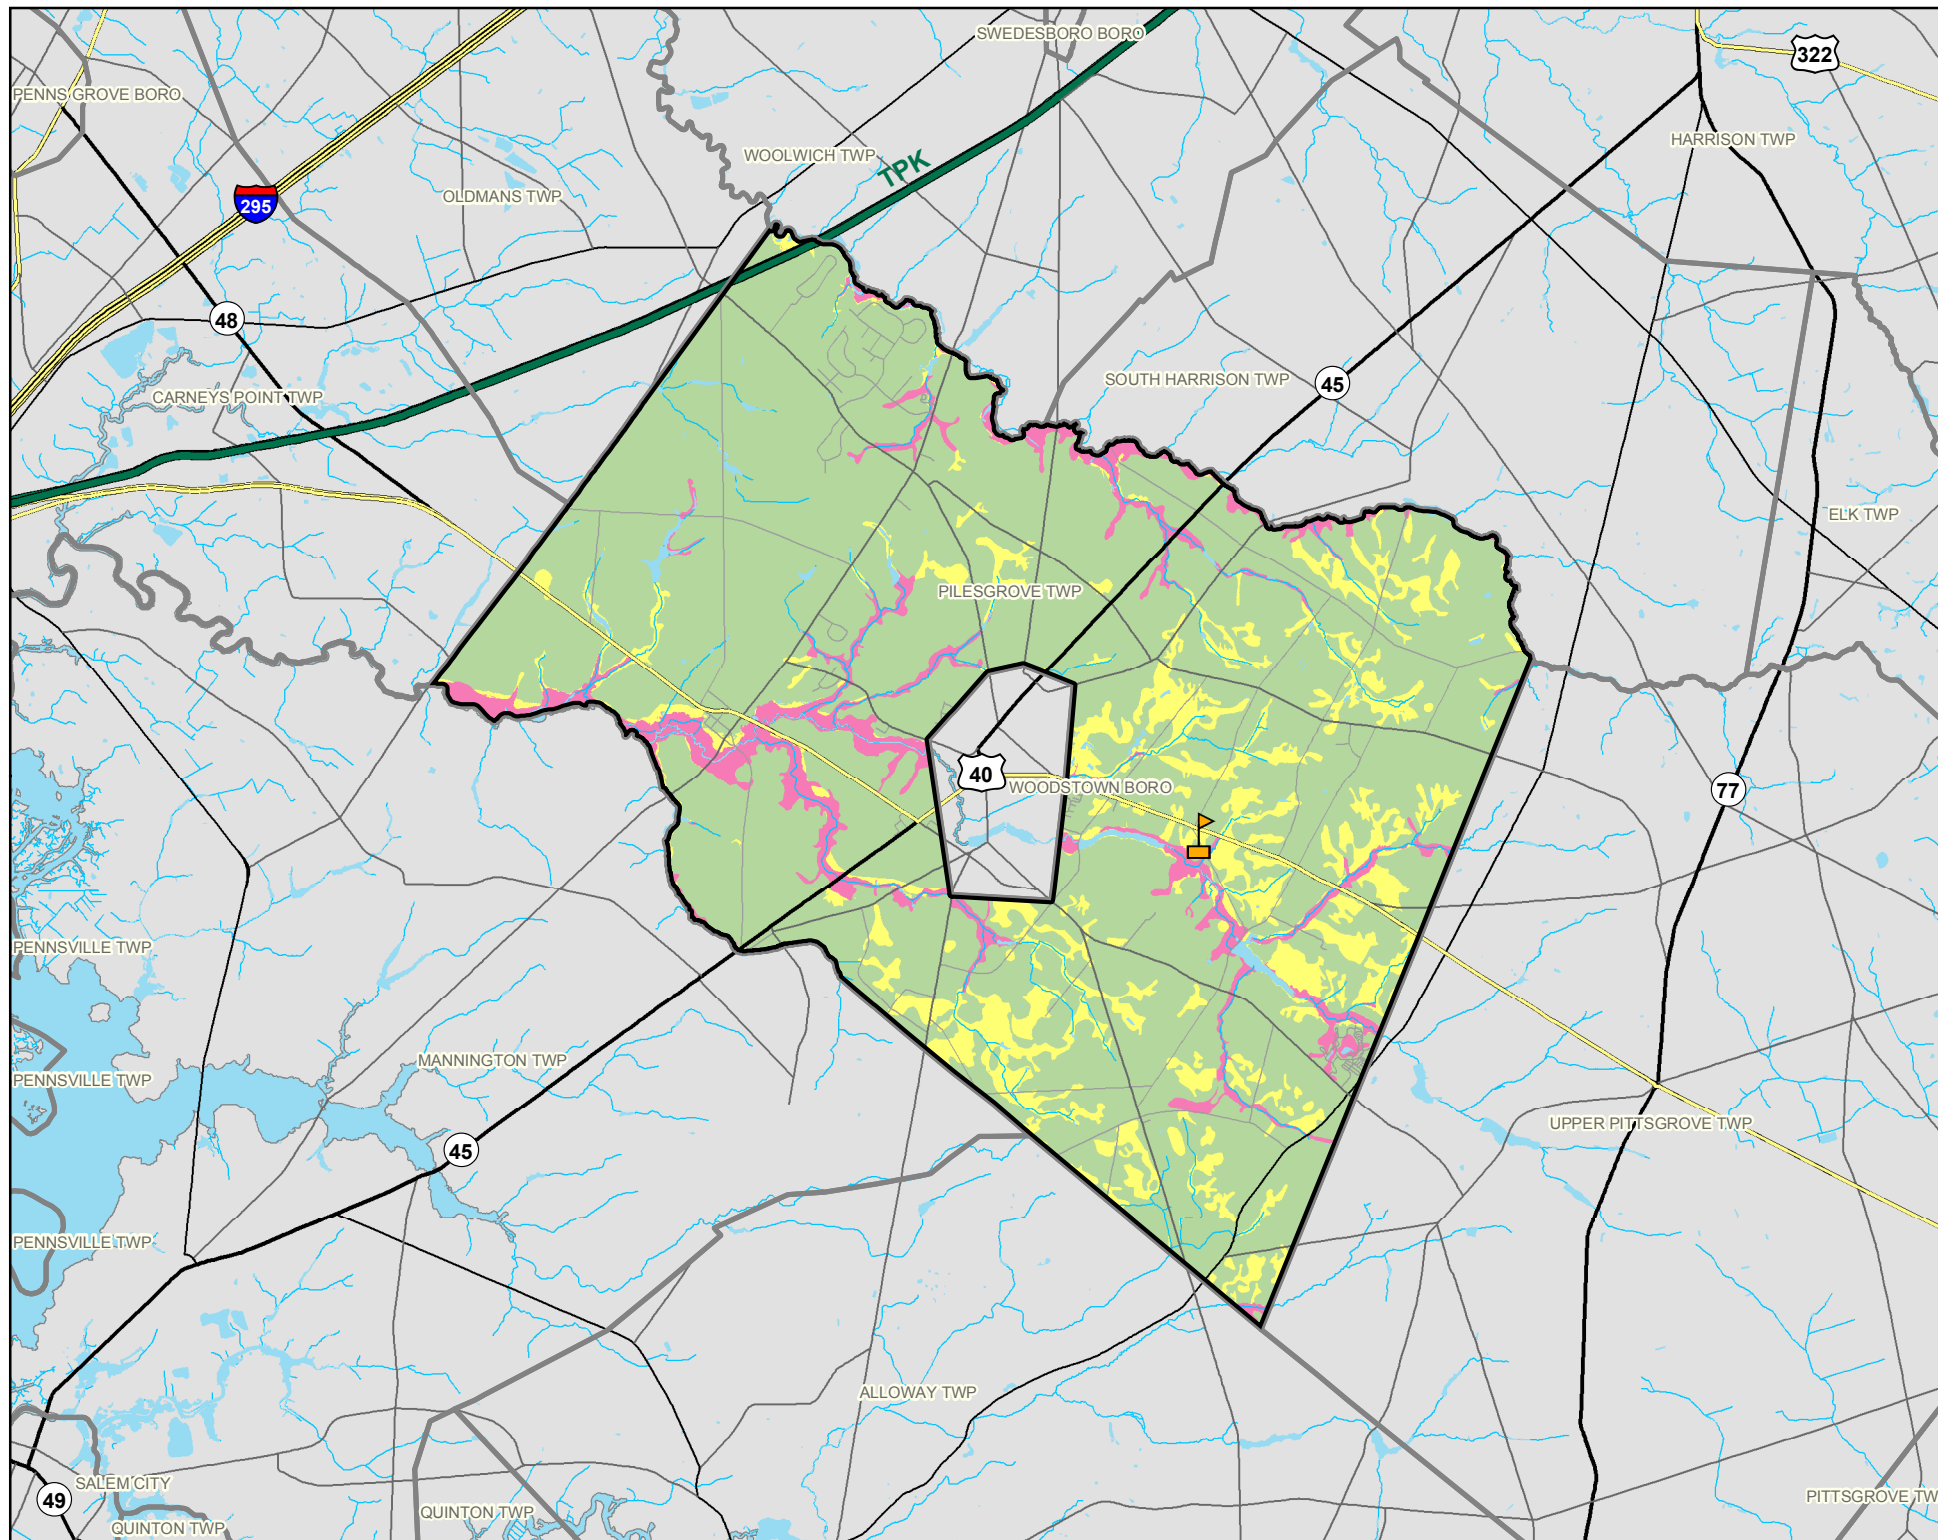 SWEDESBORO BORO
322
PENNS GROVE BORO
HARRISON TWP
WOOLWICH TWP
TPK
OLDMANS TWP
295
48
SOUTH HARRISON TWP
45
CARNEYS POINT TWP
ELK TWP
PILESGROVE TWP
40
WOODSTOWN BORO
77
PENNSVILLE TWP
MANNINGTON TWP
PENNSVILLE TWP
UPPER PITTSGROVE TWP
45
PENNSVILLE TWP
ALLOWAY TWP
SALEM CITY
49
PITTSGROVE TW
QUINTON TWP
QUINTON TWP